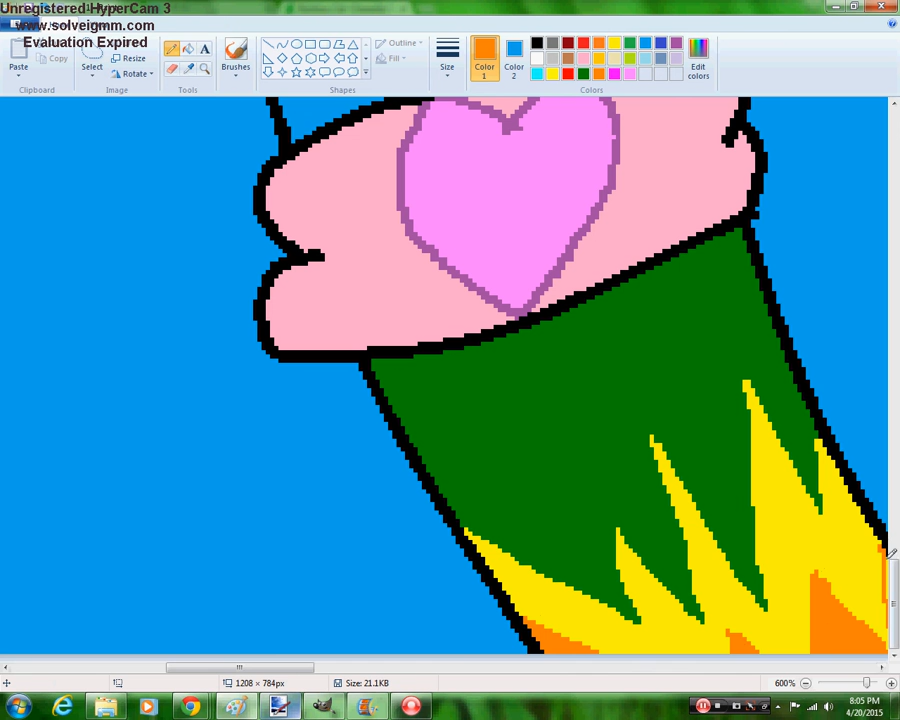 Unregistered HyperCam 3
www.solveigmm.com
Evaluation Expired
Paste
Copy
Select
Resize
Rotate
Brushes
Outline
Fill
Size
Color 1
Color 2
Edit colors
Clipboard
Image
Tools
Shapes
Colors
A
1208 × 784px
Size: 21.1KB
600%
8:05 PM
4/20/2015